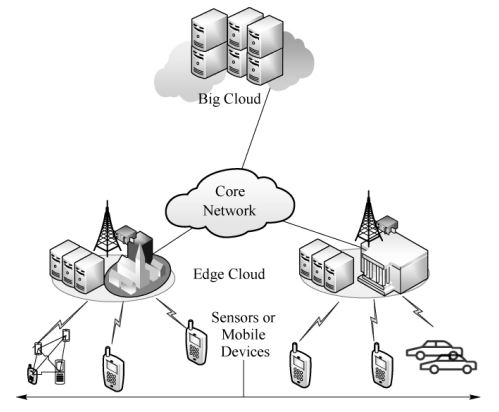 Big Cloud
Core
Network
Edge Cloud
Sensors or
Mobile
Devices